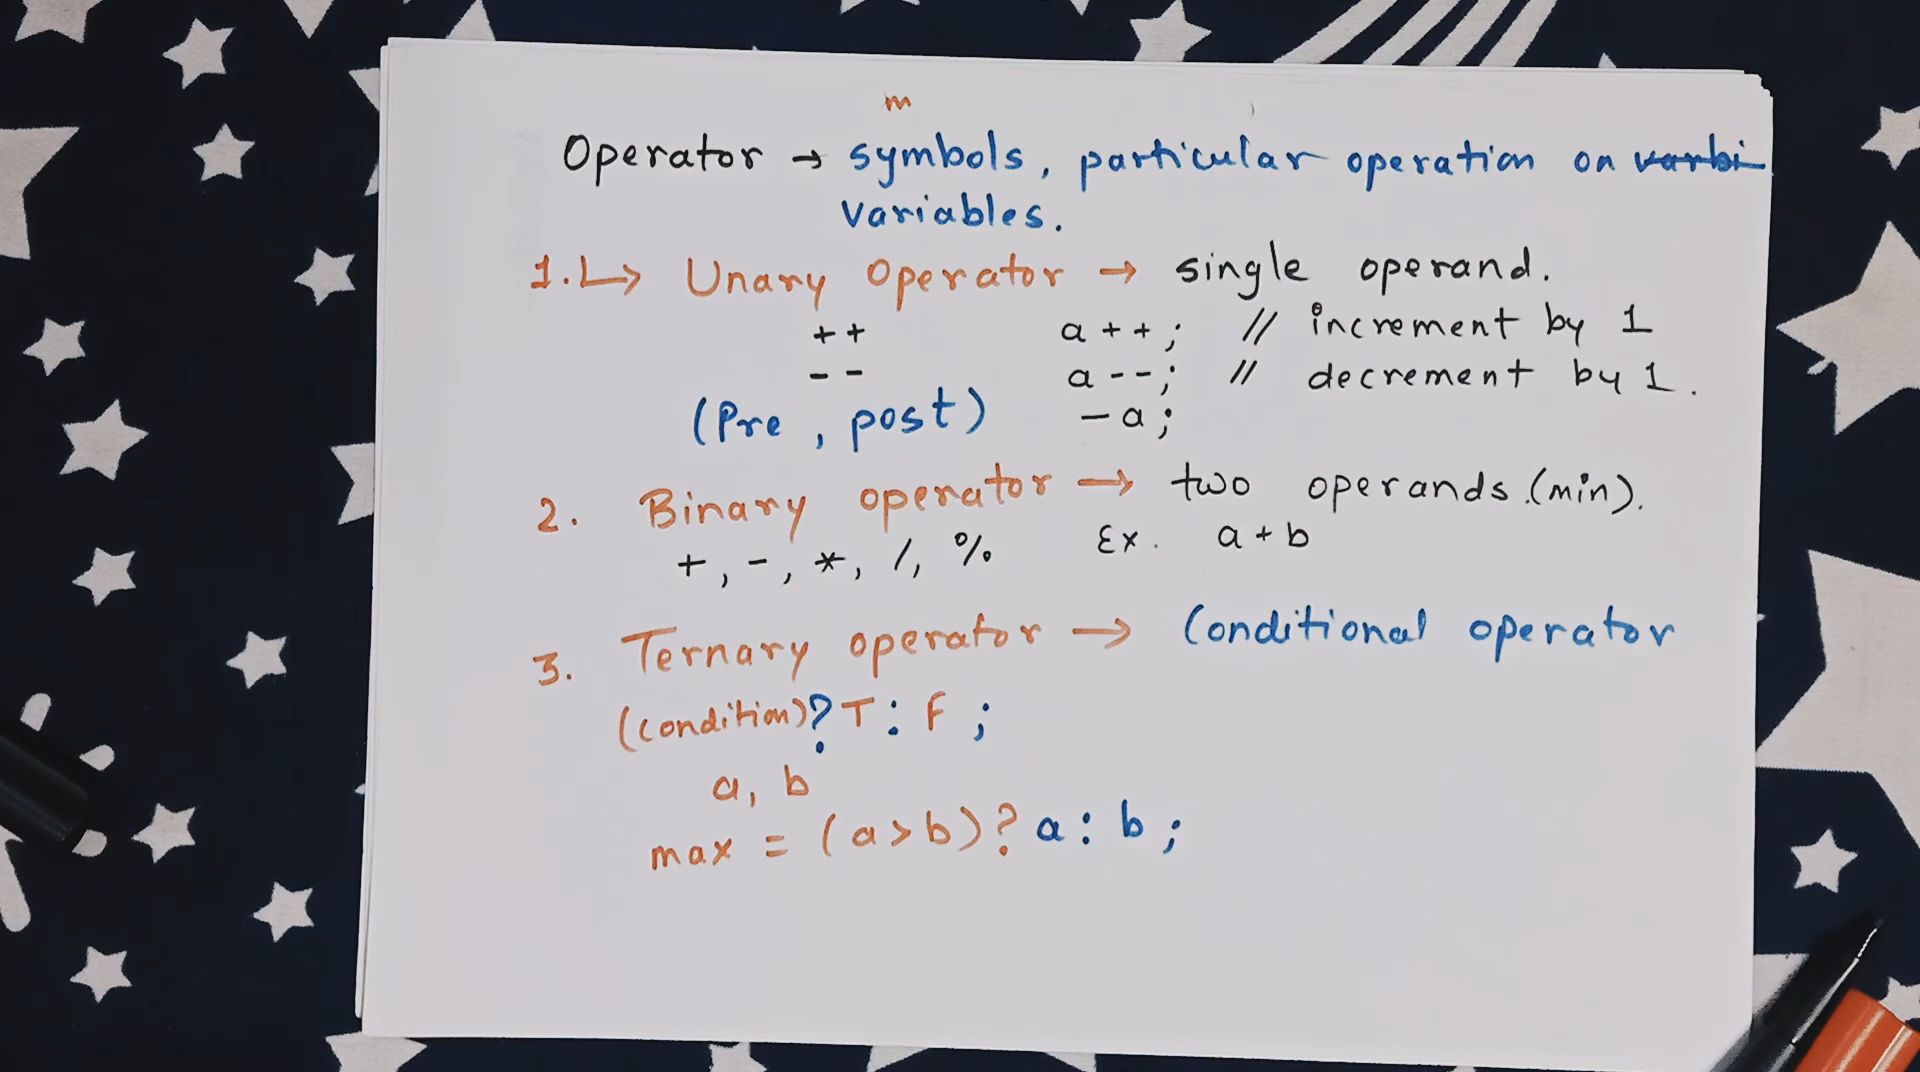 m
Operator → symbols, particular operation on varbi
variables.
1. ↳ Unary Operator → single operand.
++ a++; // increment by 1
-- a--; // decrement by 1.
(Pre, post) -a;
2. Binary operator → two operands.(min).
+, -, *, /, % Ex. a+b
3. Ternary operator → Conditional operator
(condition)? T : F ;
a, b
max = (a>b)? a : b ;